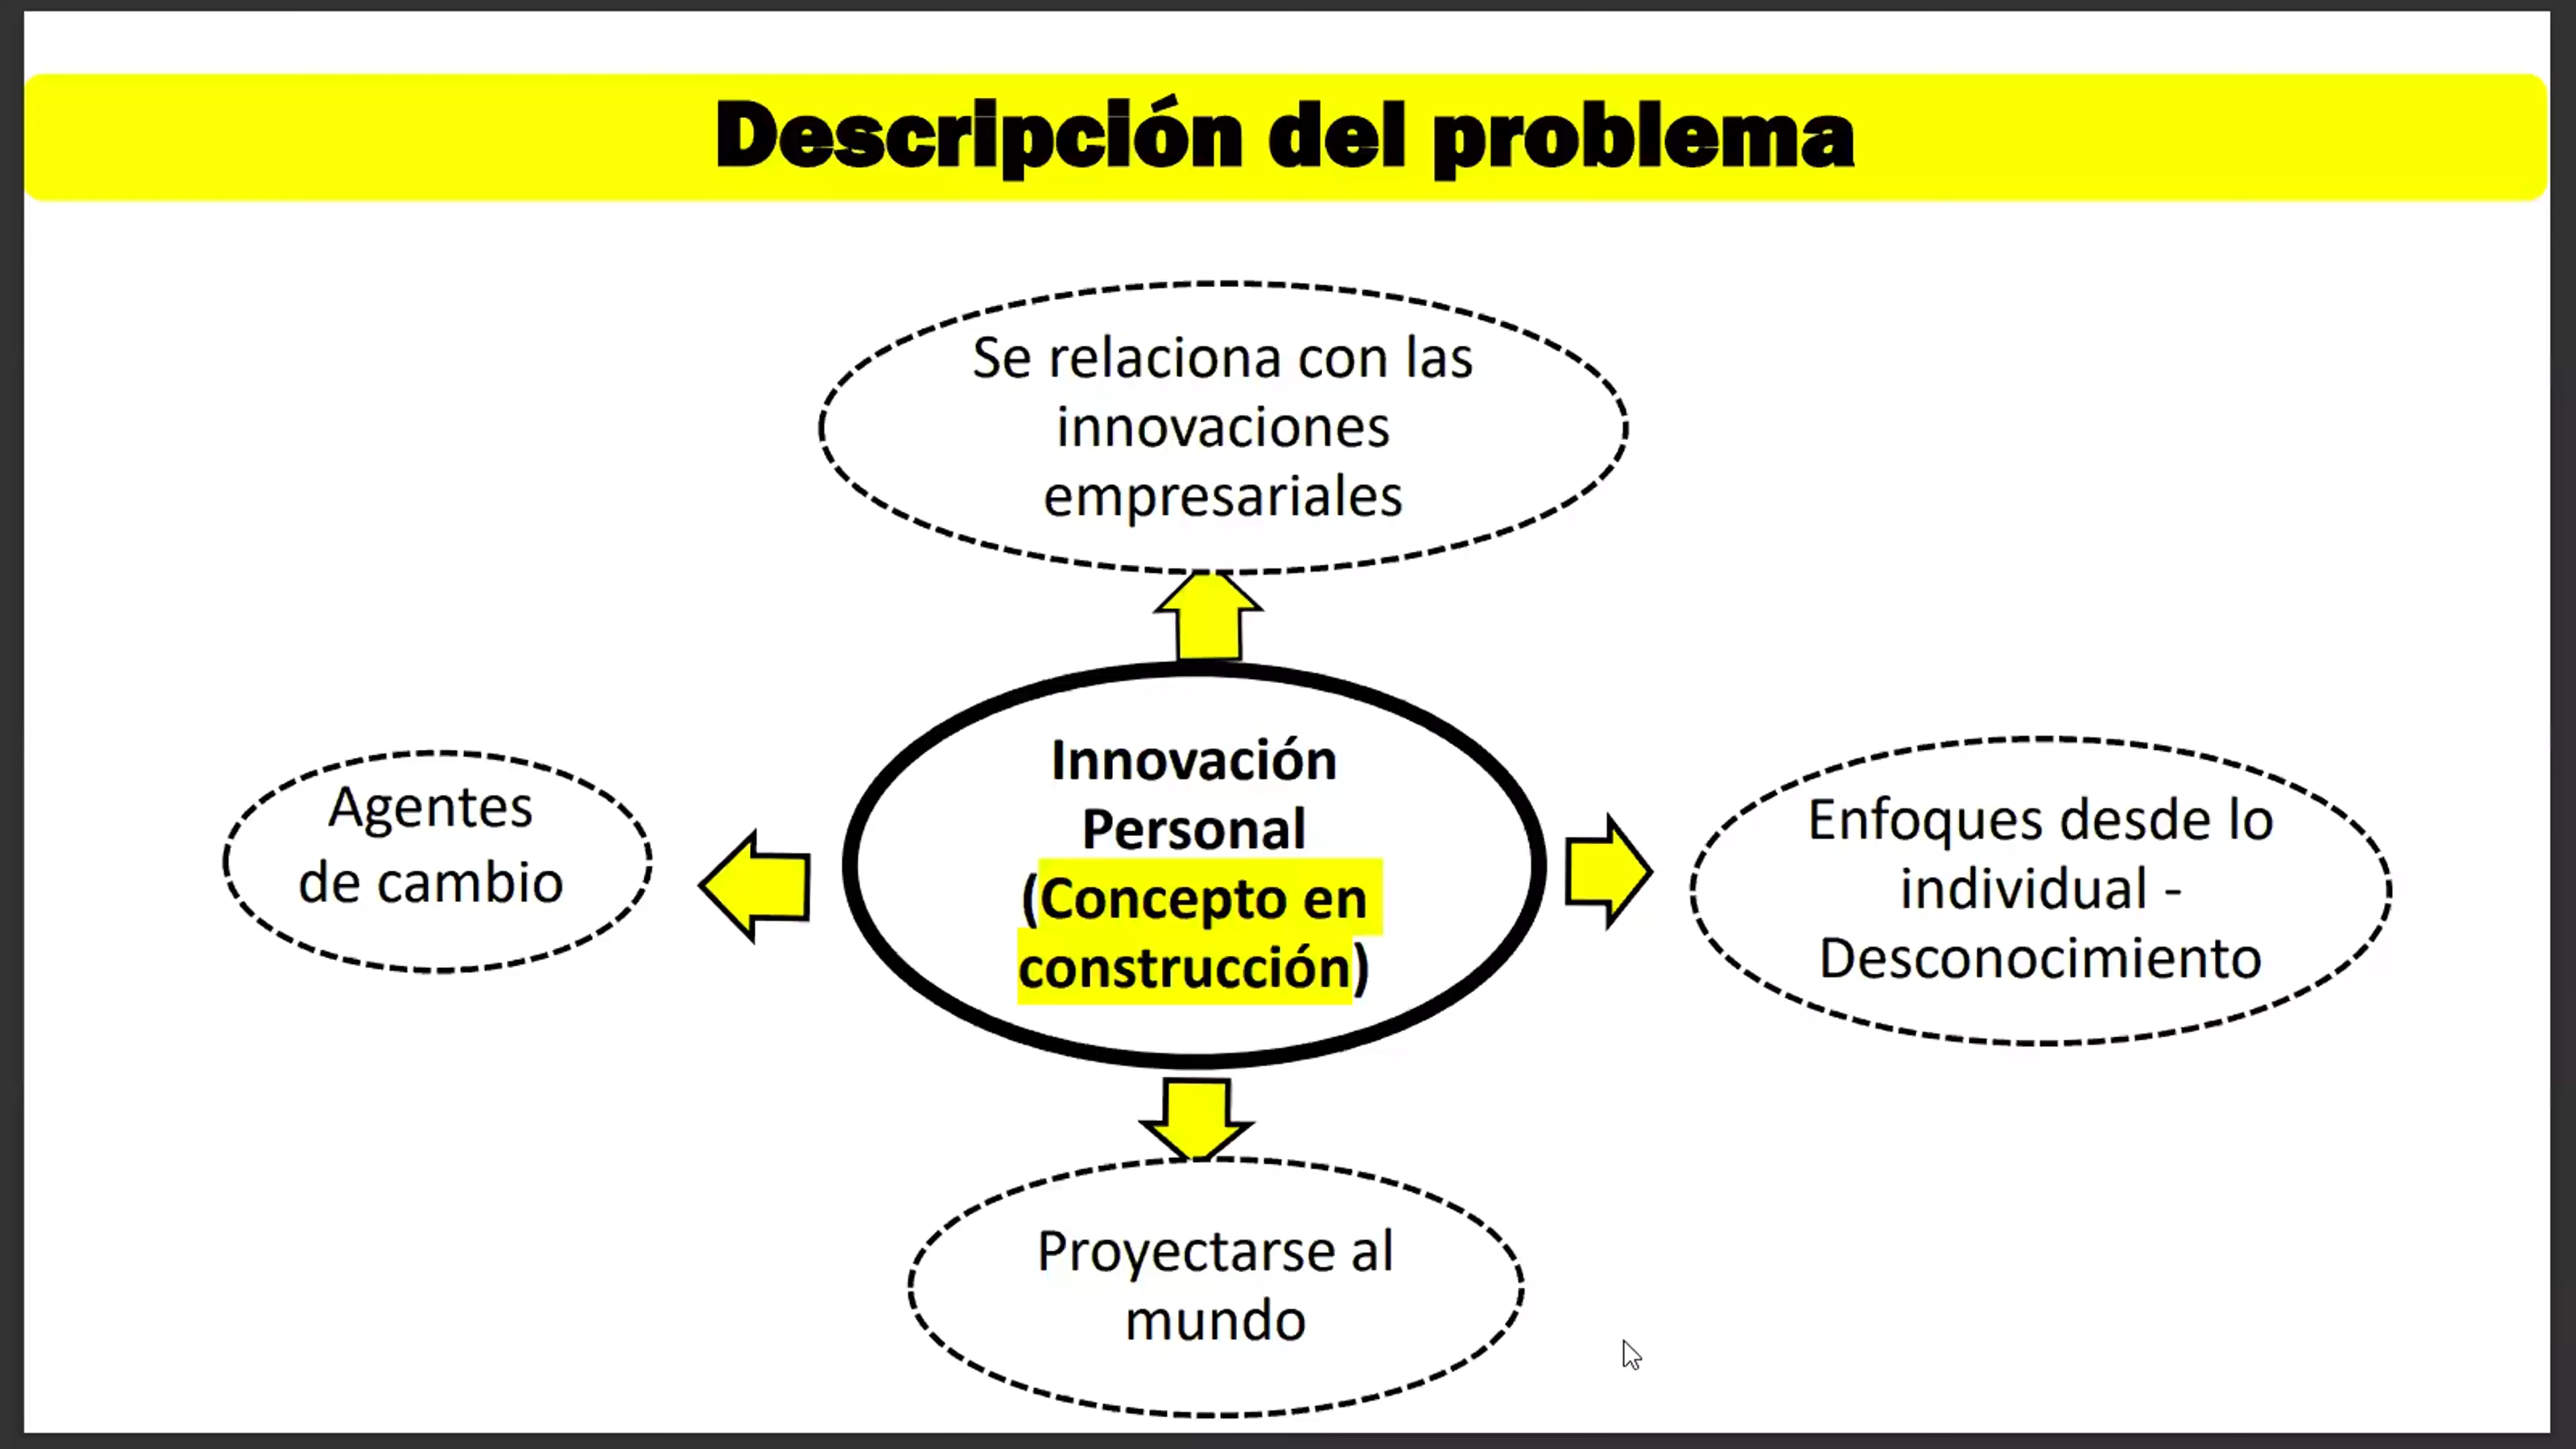 Descripción del problema
Se relaciona con las
innovaciones
empresariales
Agentes
de cambio
Innovación
Personal
(Concepto en
construcción)
Enfoques desde lo
individual -
Desconocimiento
Proyectarse al
mundo